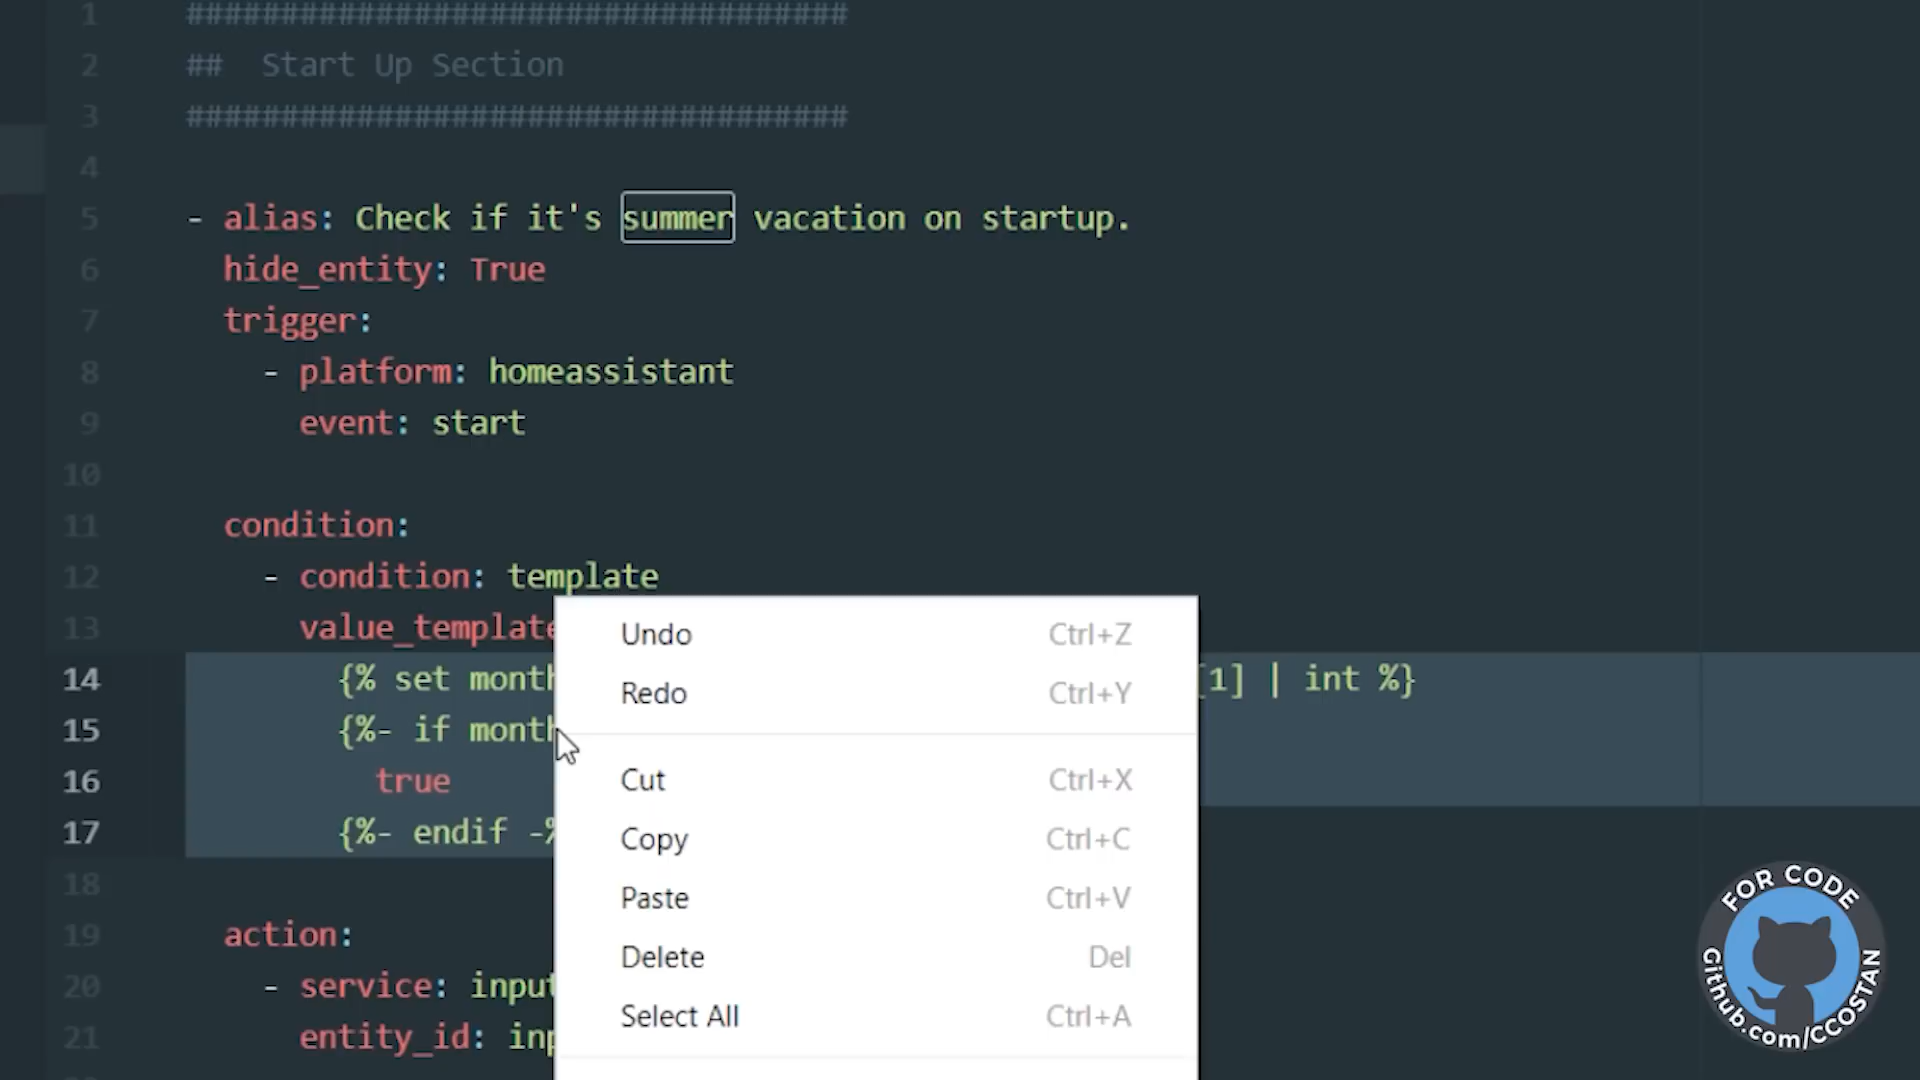 1 ###################################
2 ## Start Up Section
3 ###################################
4
5 - alias: Check if it's summer vacation on startup.
6 hide_entity: True
7 trigger:
8 - platform: homeassistant
9 event: start
10
11 condition:
12 - condition: template
13 value_template
14 {% set month [1] | int %}
15 {%- if month
16 true
17 {%- endif -%
18
19 action:
20 - service: input
21 entity_id: inp
Undo Ctrl+Z
Redo Ctrl+Y
Cut Ctrl+X
Copy Ctrl+C
Paste Ctrl+V
Delete Del
Select All Ctrl+A
FOR CODE
Github.com/CCOSTAN